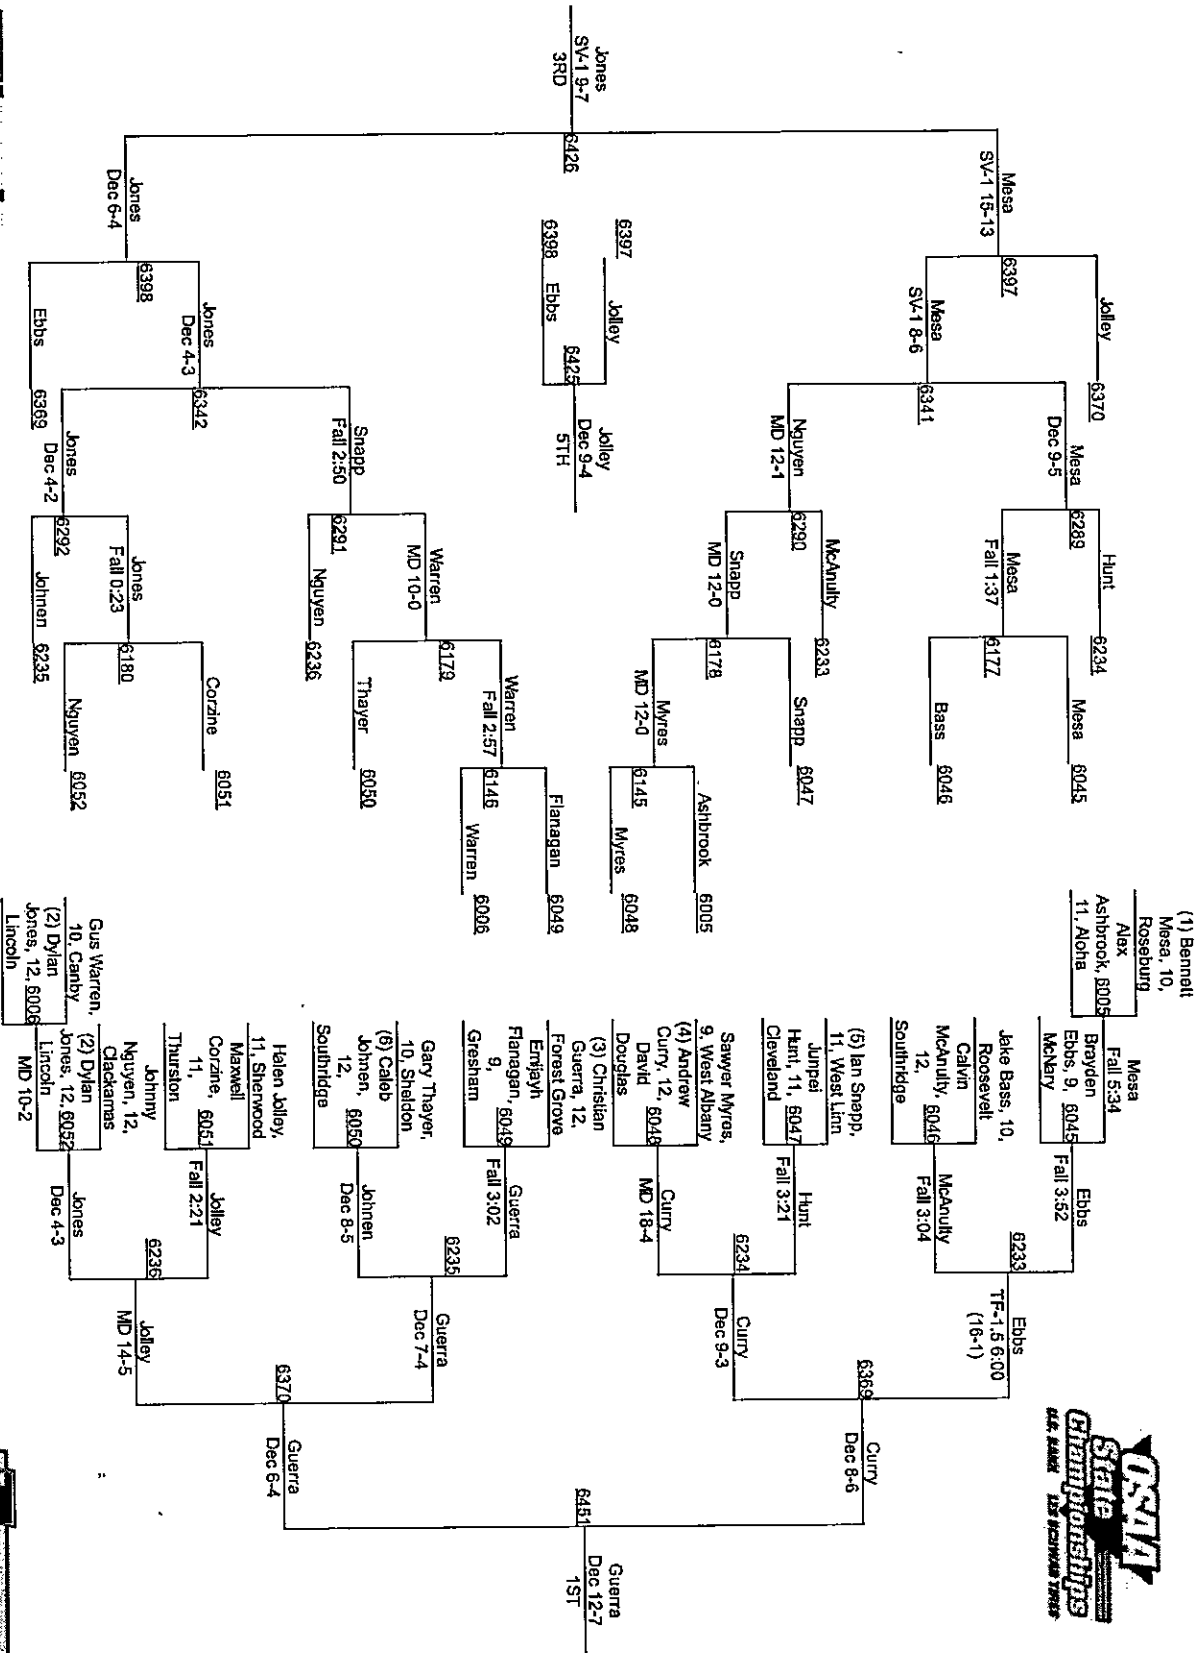 OSAA
State
Championships
U.S. BANK LES SCHWAB TIRES
(1) Bennett
Mesa, 10,
Roseburg
Alex
Ashbrook,
11, Aloha
6005
Mesa
Fall 5:34
Brayden
Ebbs, 9,
McNary
6045
Ebbs
Fall 3:52
Jake Bass, 10,
Roosevelt
Calvin
McAnulty,
12,
Southridge
6046
McAnulty
Fall 3:04
6233
Ebbs
TF-1.5 6:00
(16-1)
(5) Ian Snapp,
11, West Linn
Jumpei
Hunt, 11,
Cleveland
6047
Hunt
Fall 3:21
Sawyer Myres,
9, West Albany
(4) Andrew
Curry, 12,
David
Douglas
6048
Curry
MD 18-4
6234
Curry
Dec 9-3
6369
Curry
Dec 8-6
(3) Christian
Guerra, 12,
Forest Grove
Emjayh
Flanagan,
9,
Gresham
6049
Guerra
Fall 3:02
Gary Thayer,
10, Sheldon
(6) Caleb
Johnen,
12,
Southridge
6050
Johnen
Dec 8-5
6235
Guerra
Dec 7-4
Halen Jolley,
11, Sherwood
Maxwell
Corzine,
11,
Thurston
6051
Jolley
Fall 2:21
Johnny
Nguyen, 12,
Clackamas
(2) Dylan
Jones, 12,
Lincoln
MD 10-2
6052
Gus Warren,
10, Canby
(2) Dylan
Jones, 12,
Lincoln
6006
Jones
Dec 4-3
6236
Jolley
MD 14-5
6370
Guerra
Dec 6-4
6451
Guerra
Dec 12-7
1ST
Ashbrook 6005
Myres 6048
6145
Myres
MD 12-0
Flanagan 6049
Warren 6006
6146
Warren
Fall 2:57
Mesa 6045
Bass 6046
6177
Mesa
Fall 1:37
Snapp 6047
6178
Snapp
MD 12-0
Thayer 6050
6179
Warren
MD 10-0
Corzine 6051
Nguyen 6052
6180
Jones
Fall 0:23
Hunt 6234
6289
Mesa
Dec 9-5
McAnulty 6233
6290
Nguyen
MD 12-1
Nguyen 6236
6291
Snapp
Fall 2:50
Johnen 6235
6292
Jones
Dec 4-2
6341
Mesa
SV-1 8-6
6342
Jones
Dec 4-3
Jolley 6370
6397
Mesa
SV-1 15-13
Ebbs 6369
6398
Jones
Dec 6-4
6397 Jolley
6398 Ebbs
6425
Jolley
Dec 9-4
5TH
6426
Jones
SV-1 9-7
3RD